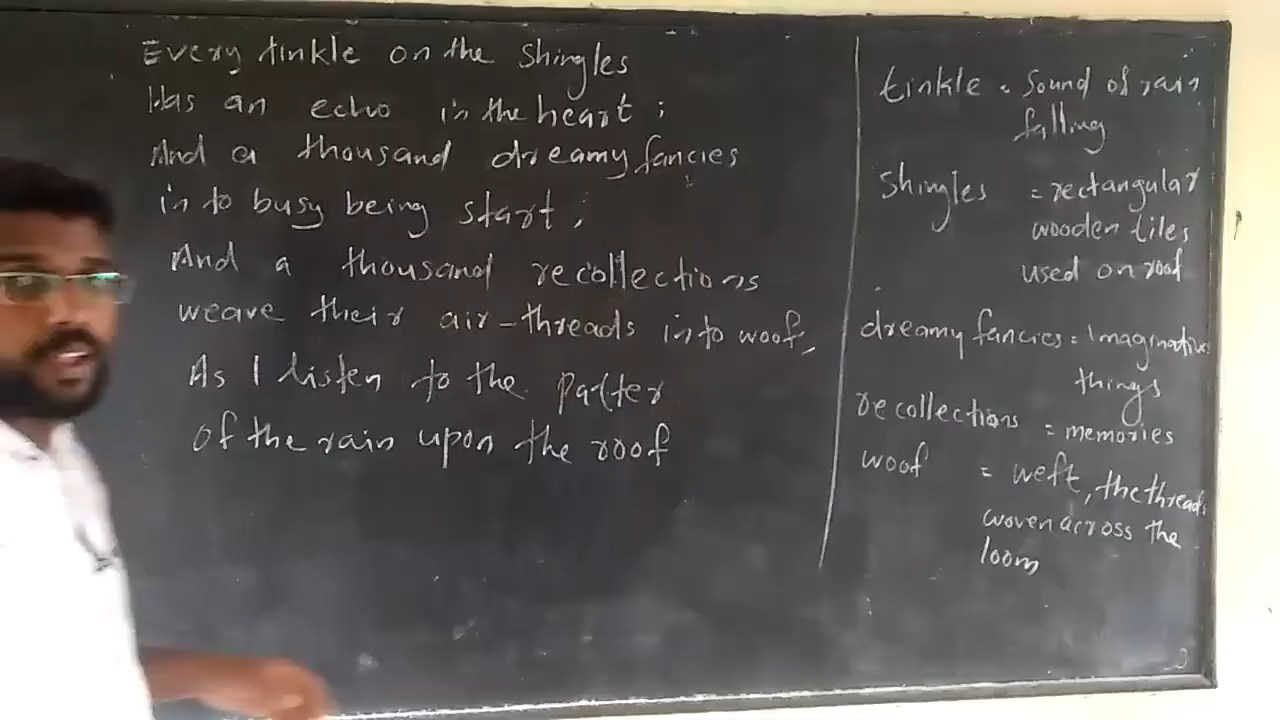 Every tinkle on the shingles
Has an echo in the heart ;
And a thousand dreamy fancies
in to busy being start ;
And a thousand recollections
weave their air-threads into woof,
As I listen to the patter
of the rain upon the roof
tinkle = sound of rain
falling
shingles = rectangular
wooden tiles
used on roof
dreamy fancies = Imaginative
things
recollections = memories
woof = weft, the threads
woven across the
loom